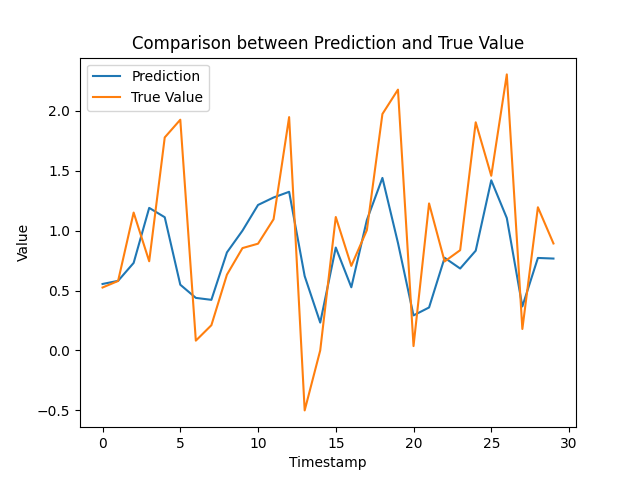 Comparison between Prediction and True Value
Prediction
True Value
2.0
1.5
1.0
0.5
0.0
−0.5
Value
0 5 10 15 20 25 30
Timestamp